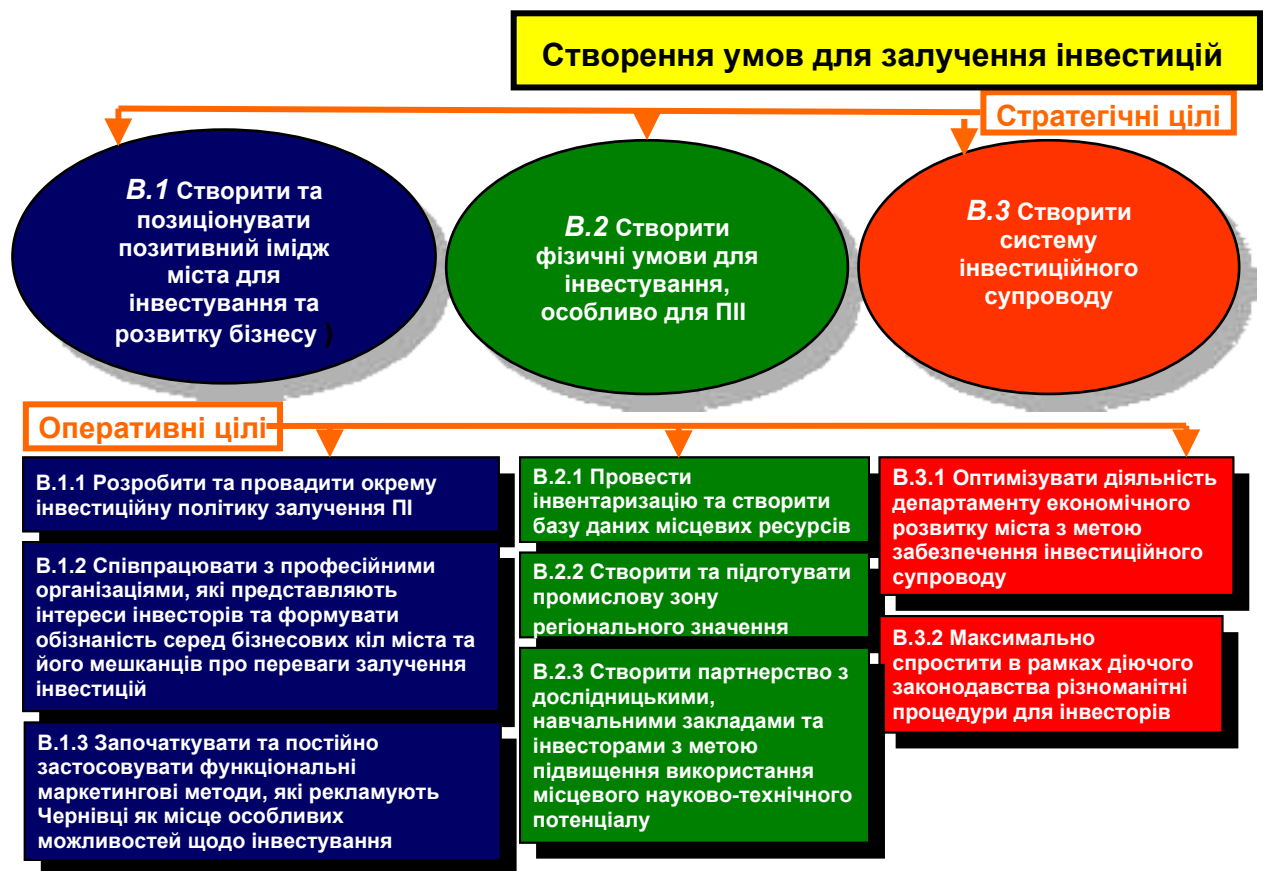 Створення умов для залучення інвестицій
Стратегічні цілі
В.1 Створити та
позиціонувати
позитивний імідж
міста для
інвестування та
розвитку бізнесу )
В.2 Створити
фізичні умови для
інвестування,
особливо для ПІІ
В.3 Створити
систему
інвестиційного
супроводу
Оперативні цілі
В.1.1 Розробити та провадити окрему
інвестиційну політику залучення ПІ
В.1.2 Співпрацювати з професійними
організаціями, які представляють
інтереси інвесторів та формувати
обізнаність серед бізнесових кіл міста та
його мешканців про переваги залучення
інвестицій
В.1.3 Започаткувати та постійно
застосовувати функціональні
маркетингові методи, які рекламують
Чернівці як місце особливих
можливостей щодо інвестування
В.2.1 Провести
інвентаризацію та створити
базу даних місцевих ресурсів
В.2.2 Створити та підготувати
промислову зону
регіонального значення
В.2.3 Створити партнерство з
дослідницькими,
навчальними закладами та
інвесторами з метою
підвищення використання
місцевого науково-технічного
потенціалу
В.3.1 Оптимізувати діяльність
департаменту економічного
розвитку міста з метою
забезпечення інвестиційного
супроводу
В.3.2 Максимально
спростити в рамках діючого
законодавства різноманітні
процедури для інвесторів